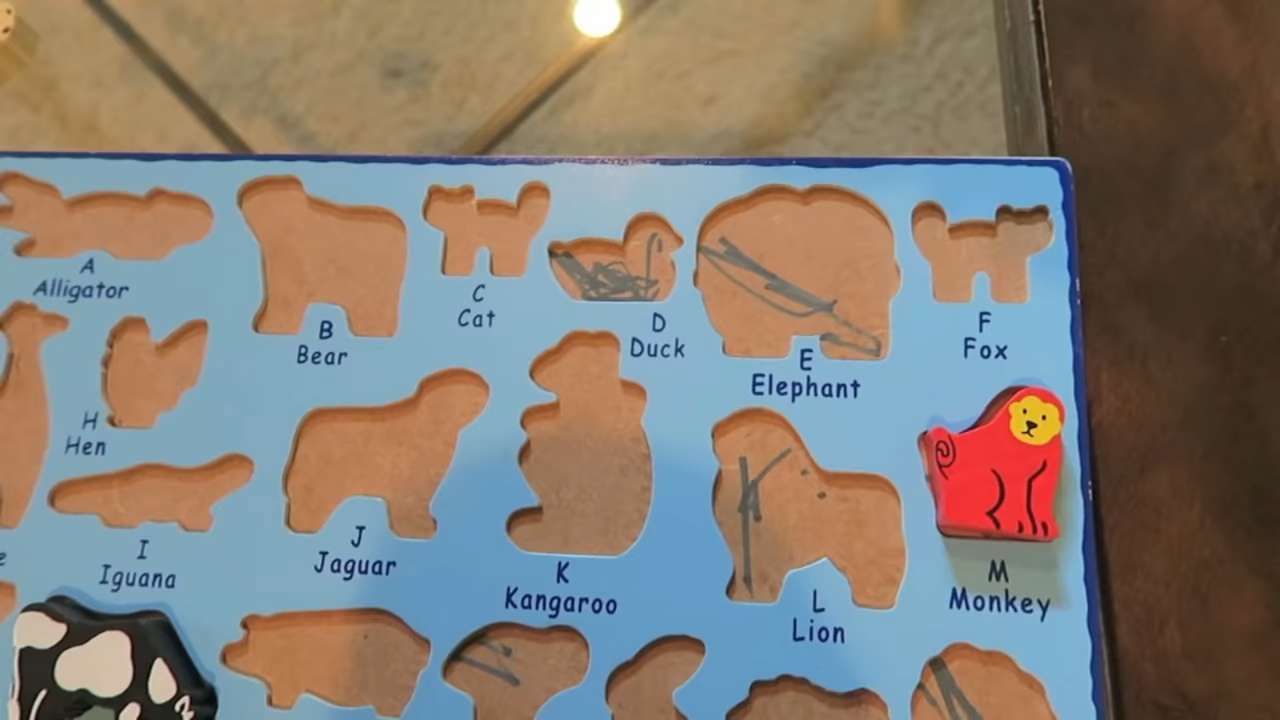 A
Alligator
B
Bear
C
Cat
D
Duck
E
Elephant
F
Fox
H
Hen
I
Iguana
J
Jaguar
K
Kangaroo
L
Lion
M
Monkey